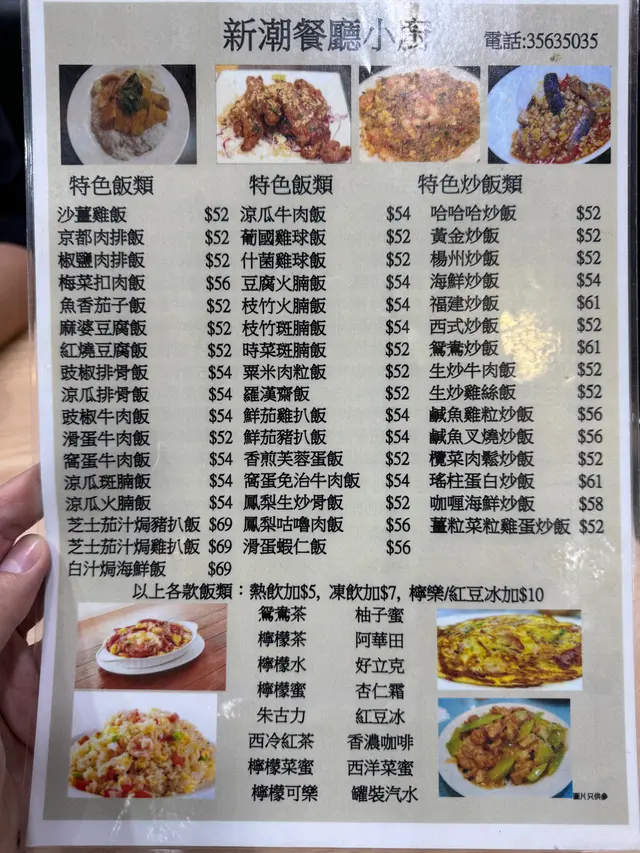 新潮餐廳小厨
電話:35635035
特色飯類
沙薑雞飯 $52
京都肉排飯 $52
椒鹽肉排飯 $52
梅菜扣肉飯 $56
魚香茄子飯 $52
麻婆豆腐飯 $52
紅燒豆腐飯 $52
豉椒排骨飯 $54
涼瓜排骨飯 $54
豉椒牛肉飯 $54
滑蛋牛肉飯 $52
窩蛋牛肉飯 $54
涼瓜斑腩飯 $54
涼瓜火腩飯 $54
芝士茄汁焗豬扒飯 $69
芝士茄汁焗雞扒飯 $69
白汁焗海鮮飯 $69
特色飯類
涼瓜牛肉飯 $54
葡國雞球飯 $52
什菌雞球飯 $52
豆腐火腩飯 $54
枝竹火腩飯 $54
枝竹斑腩飯 $54
時菜斑腩飯 $52
粟米肉粒飯 $52
羅漢齋飯 $52
鮮茄雞扒飯 $54
鮮茄豬扒飯 $54
香煎芙蓉蛋飯 $52
窩蛋免治牛肉飯 $54
鳳梨生炒骨飯 $52
鳳梨咕嚕肉飯 $56
滑蛋蝦仁飯 $56
特色炒飯類
哈哈哈炒飯 $52
黃金炒飯 $52
楊州炒飯 $52
海鮮炒飯 $54
福建炒飯 $61
西式炒飯 $52
鴛鴦炒飯 $61
生炒牛肉飯 $52
生炒雞絲飯 $52
鹹魚雞粒炒飯 $56
鹹魚叉燒炒飯 $56
欖菜肉鬆炒飯 $52
瑤柱蛋白炒飯 $61
咖喱海鮮炒飯 $58
薑粒菜粒雞蛋炒飯 $52
以上各款飯類：熱飲加$5, 凍飲加$7, 檸樂/紅豆冰加$10
鴛鴦茶
檸檬茶
檸檬水
檸檬蜜
朱古力
西冷紅茶
檸檬菜蜜
檸檬可樂
柚子蜜
阿華田
好立克
杏仁霜
紅豆冰
香濃咖啡
西洋菜蜜
罐裝汽水
圖片只供參